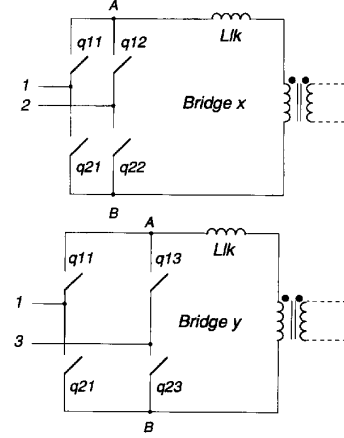 A
q11 q12
Llk
1
2
Bridge x
q21 q22
B
A
q11 q13
Llk
1
Bridge y
3
q21 q23
B